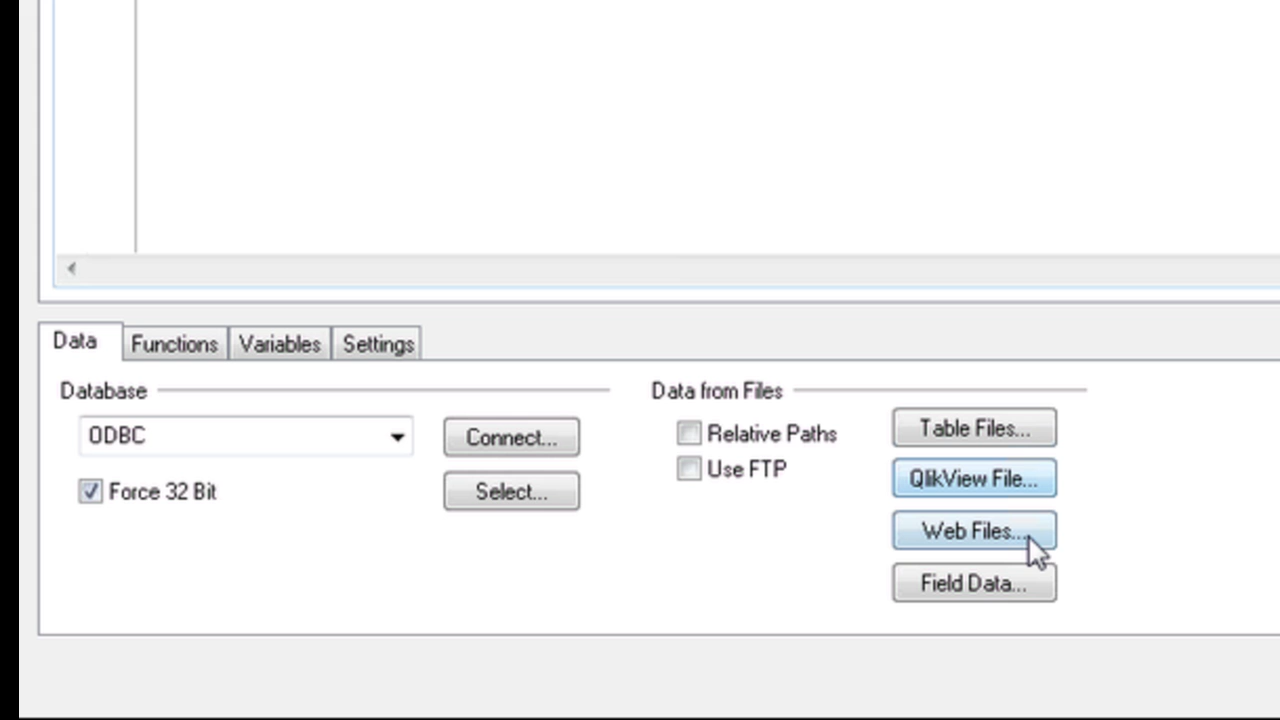 Data Functions Variables Settings
Database
ODBC
Connect...
Force 32 Bit
Select...
Data from Files
Relative Paths
Use FTP
Table Files...
QlikView File...
Web Files...
Field Data...